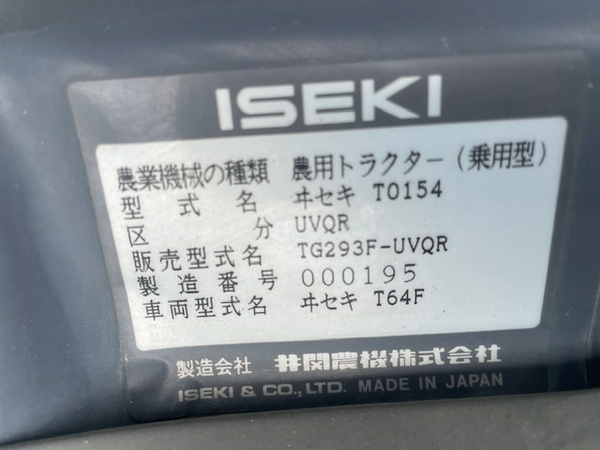 ISEKI
農業機械の種類 農用トラクター(乗用型)
型式名 ヰセキ TO154
区分 UVQR
販売型式名 TG293F-UVQR
製造番号 000195
車両型式名 ヰセキ T64F
製造会社 井関農機株式会社
ISEKI & CO.,LTD. MADE IN JAPAN